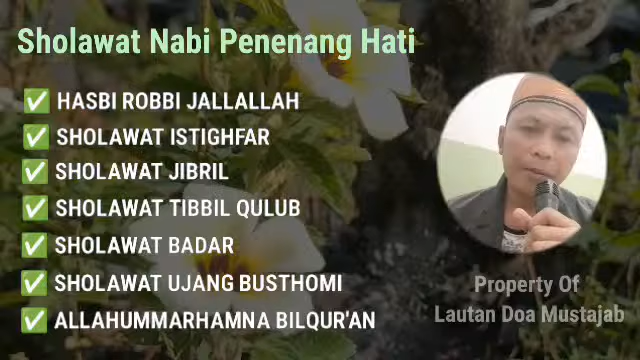 Sholawat Nabi Penenang Hati
✅ HASBI ROBBI JALLALLAH
✅ SHOLAWAT ISTIGHFAR
✅ SHOLAWAT JIBRIL
✅ SHOLAWAT TIBBIL QULUB
✅ SHOLAWAT BADAR
✅ SHOLAWAT UJANG BUSTHOMI
✅ ALLAHUMMARHAMNA BILQUR'AN
Property Of
Lautan Doa Mustajab